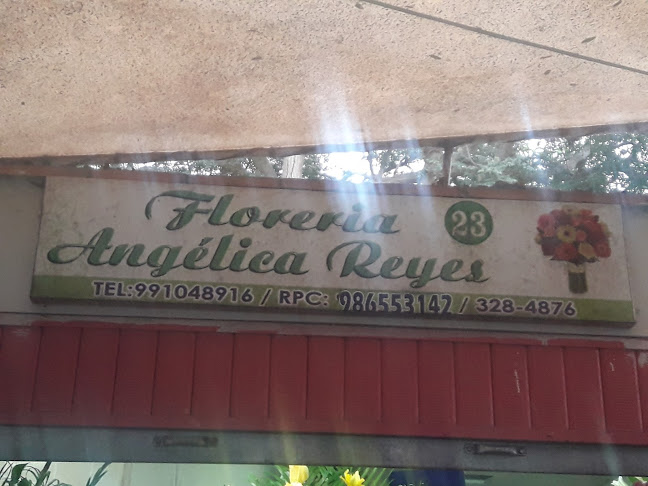 Floreria 23
Angélica Reyes
TEL:991048916 / RPC: 986553142 / 328-4876